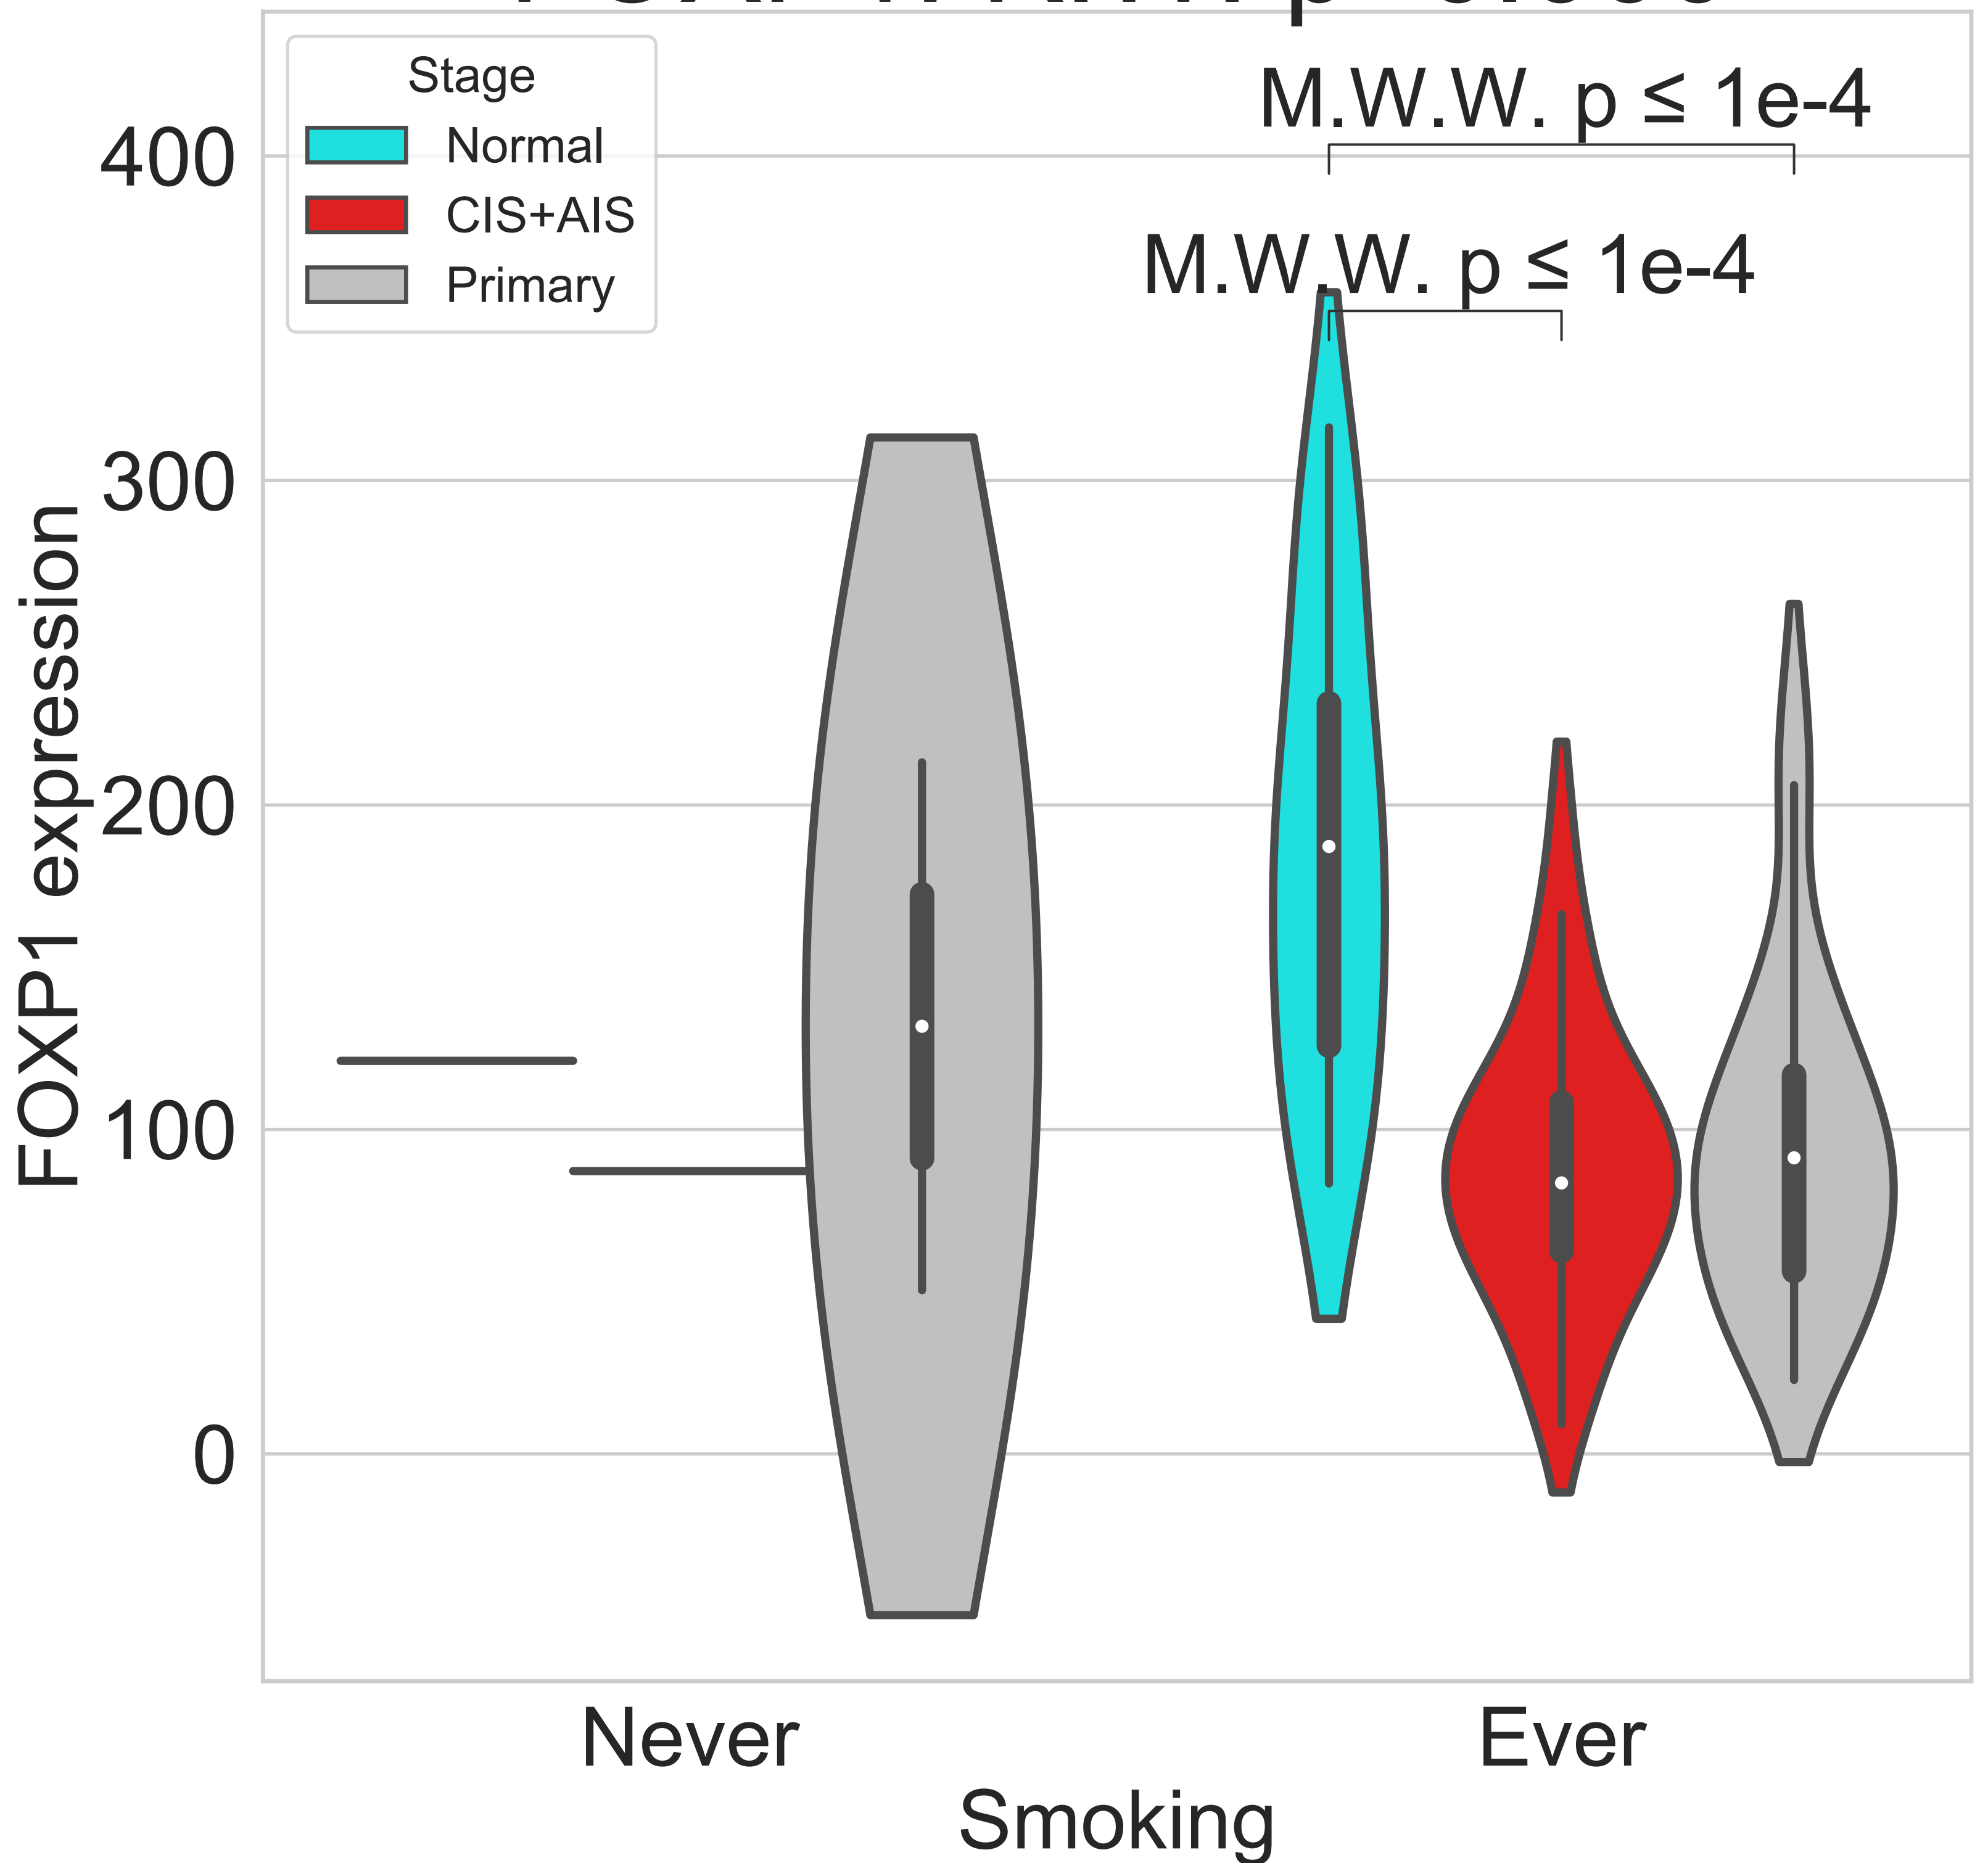 M.W.W. p ≤ 1e-4
M.W.W. p ≤ 1e-4
Stage
Normal
CIS+AIS
Primary
FOXP1 expression
400
300
200
100
0
Never
Ever
Smoking